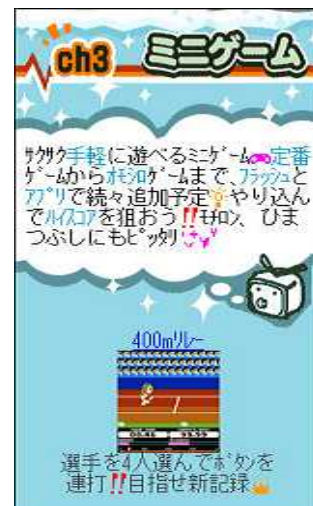 ch3 ミニゲーム
ｻｸｻｸ手軽に遊べるﾐﾆｹﾞｰﾑ定番
ｹﾞｰﾑからｵﾓｼﾛｹﾞｰﾑまで、ﾌﾗｯｼｭと
ｱﾌﾟﾘで続々追加予定やり込ん
でﾊｲｽｺｱを狙おう‼ﾓﾁﾛﾝ、ひま
つぶしにもﾋﾟｯﾀﾘ
400mﾘﾚｰ
選手を4人選んでﾎﾞﾀﾝを
連打‼目指せ新記録